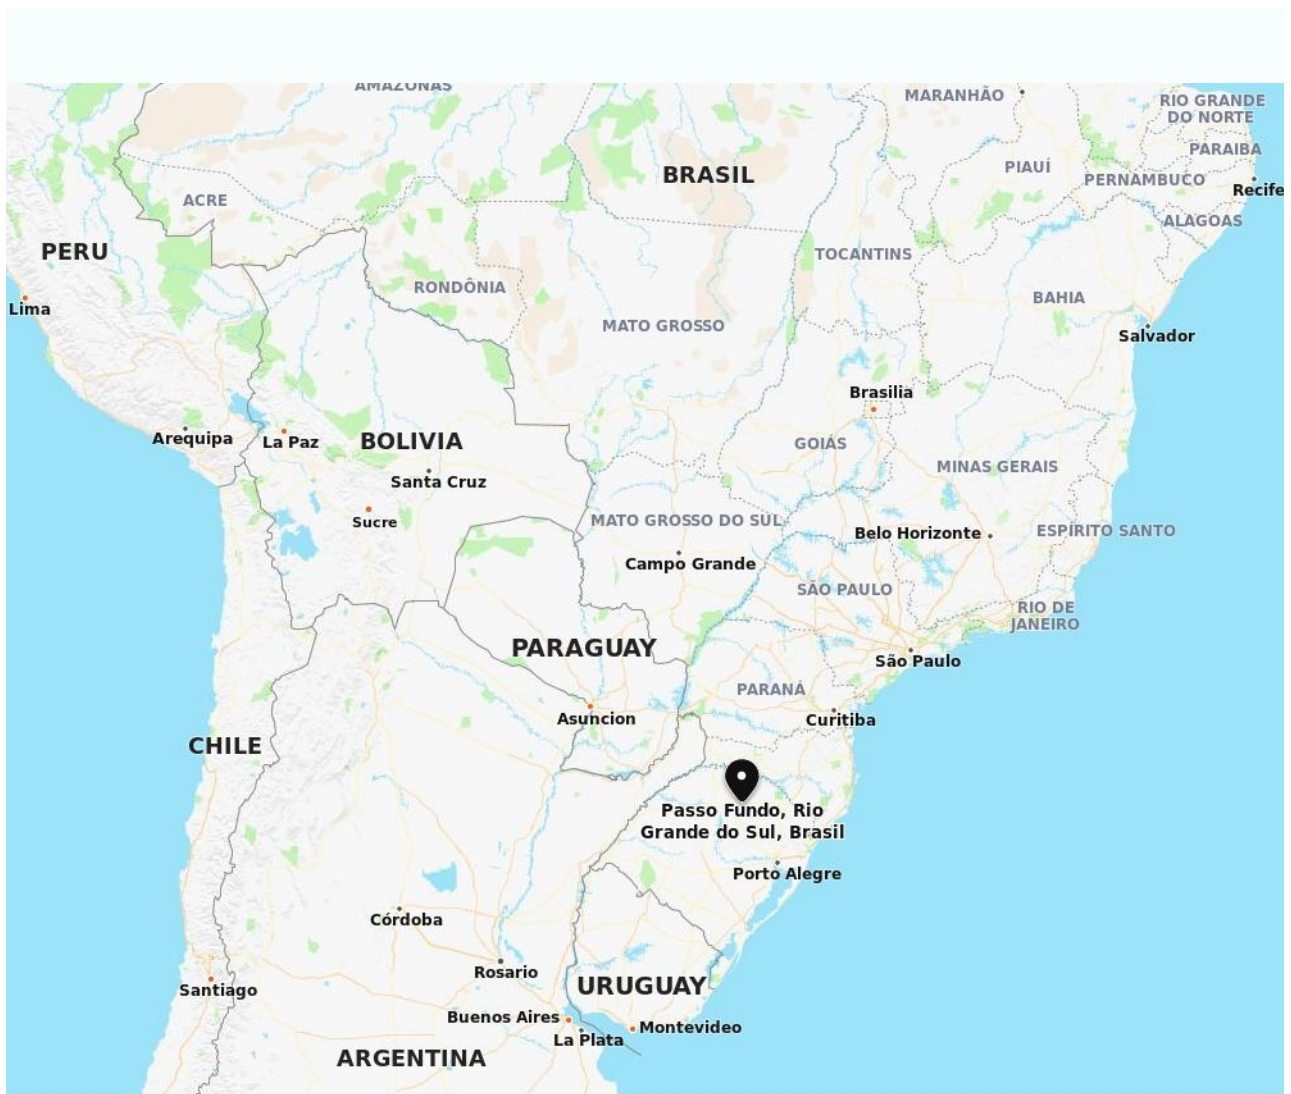 AMAZONAS
MARANHÃO
RIO GRANDE
DO NORTE
PARAIBA
PIAUÍ
BRASIL
PERNAMBUCO
Recife
ACRE
ALAGOAS
PERU
TOCANTINS
RONDÔNIA
BAHIA
Lima
MATO GROSSO
Salvador
Brasilia
Arequipa
La Paz
BOLIVIA
GOIÁS
MINAS GERAIS
Santa Cruz
Sucre
MATO GROSSO DO SUL
Belo Horizonte
ESPÍRITO SANTO
Campo Grande
SÃO PAULO
RIO DE
JANEIRO
PARAGUAY
São Paulo
PARANÁ
Asuncion
Curitiba
CHILE
Passo Fundo, Rio
Grande do Sul, Brasil
Porto Alegre
Córdoba
Rosario
URUGUAY
Santiago
Buenos Aires
Montevideo
La Plata
ARGENTINA